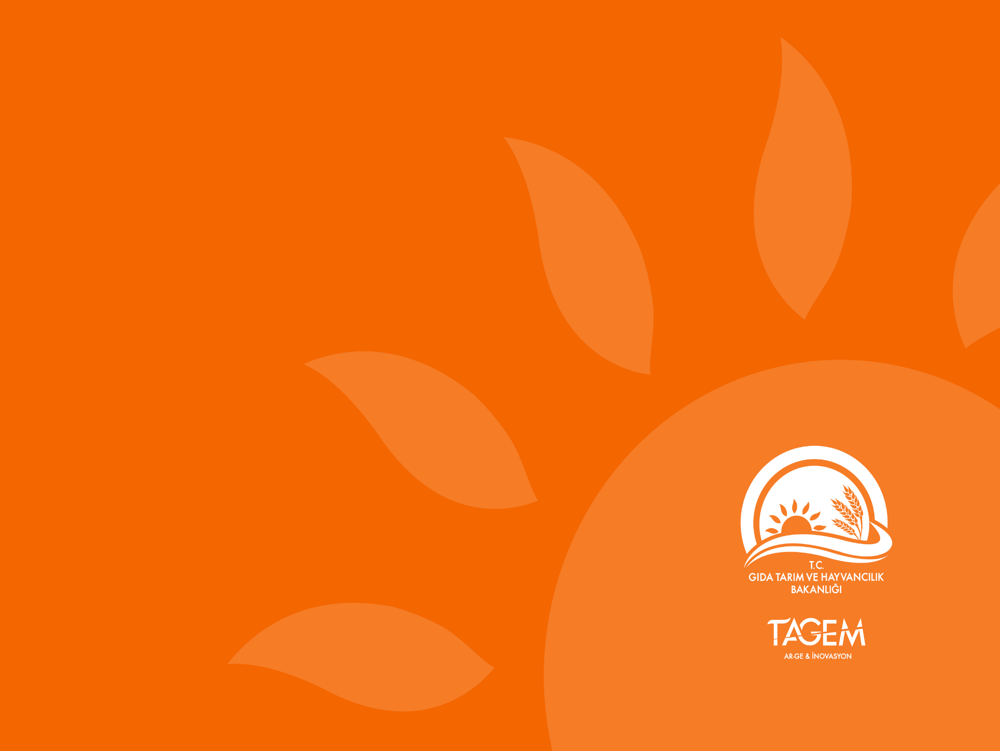 T.C.
GIDA TARIM VE HAYVANCILIK
BAKANLIĞI
TAGEM
AR-GE & İNOVASYON